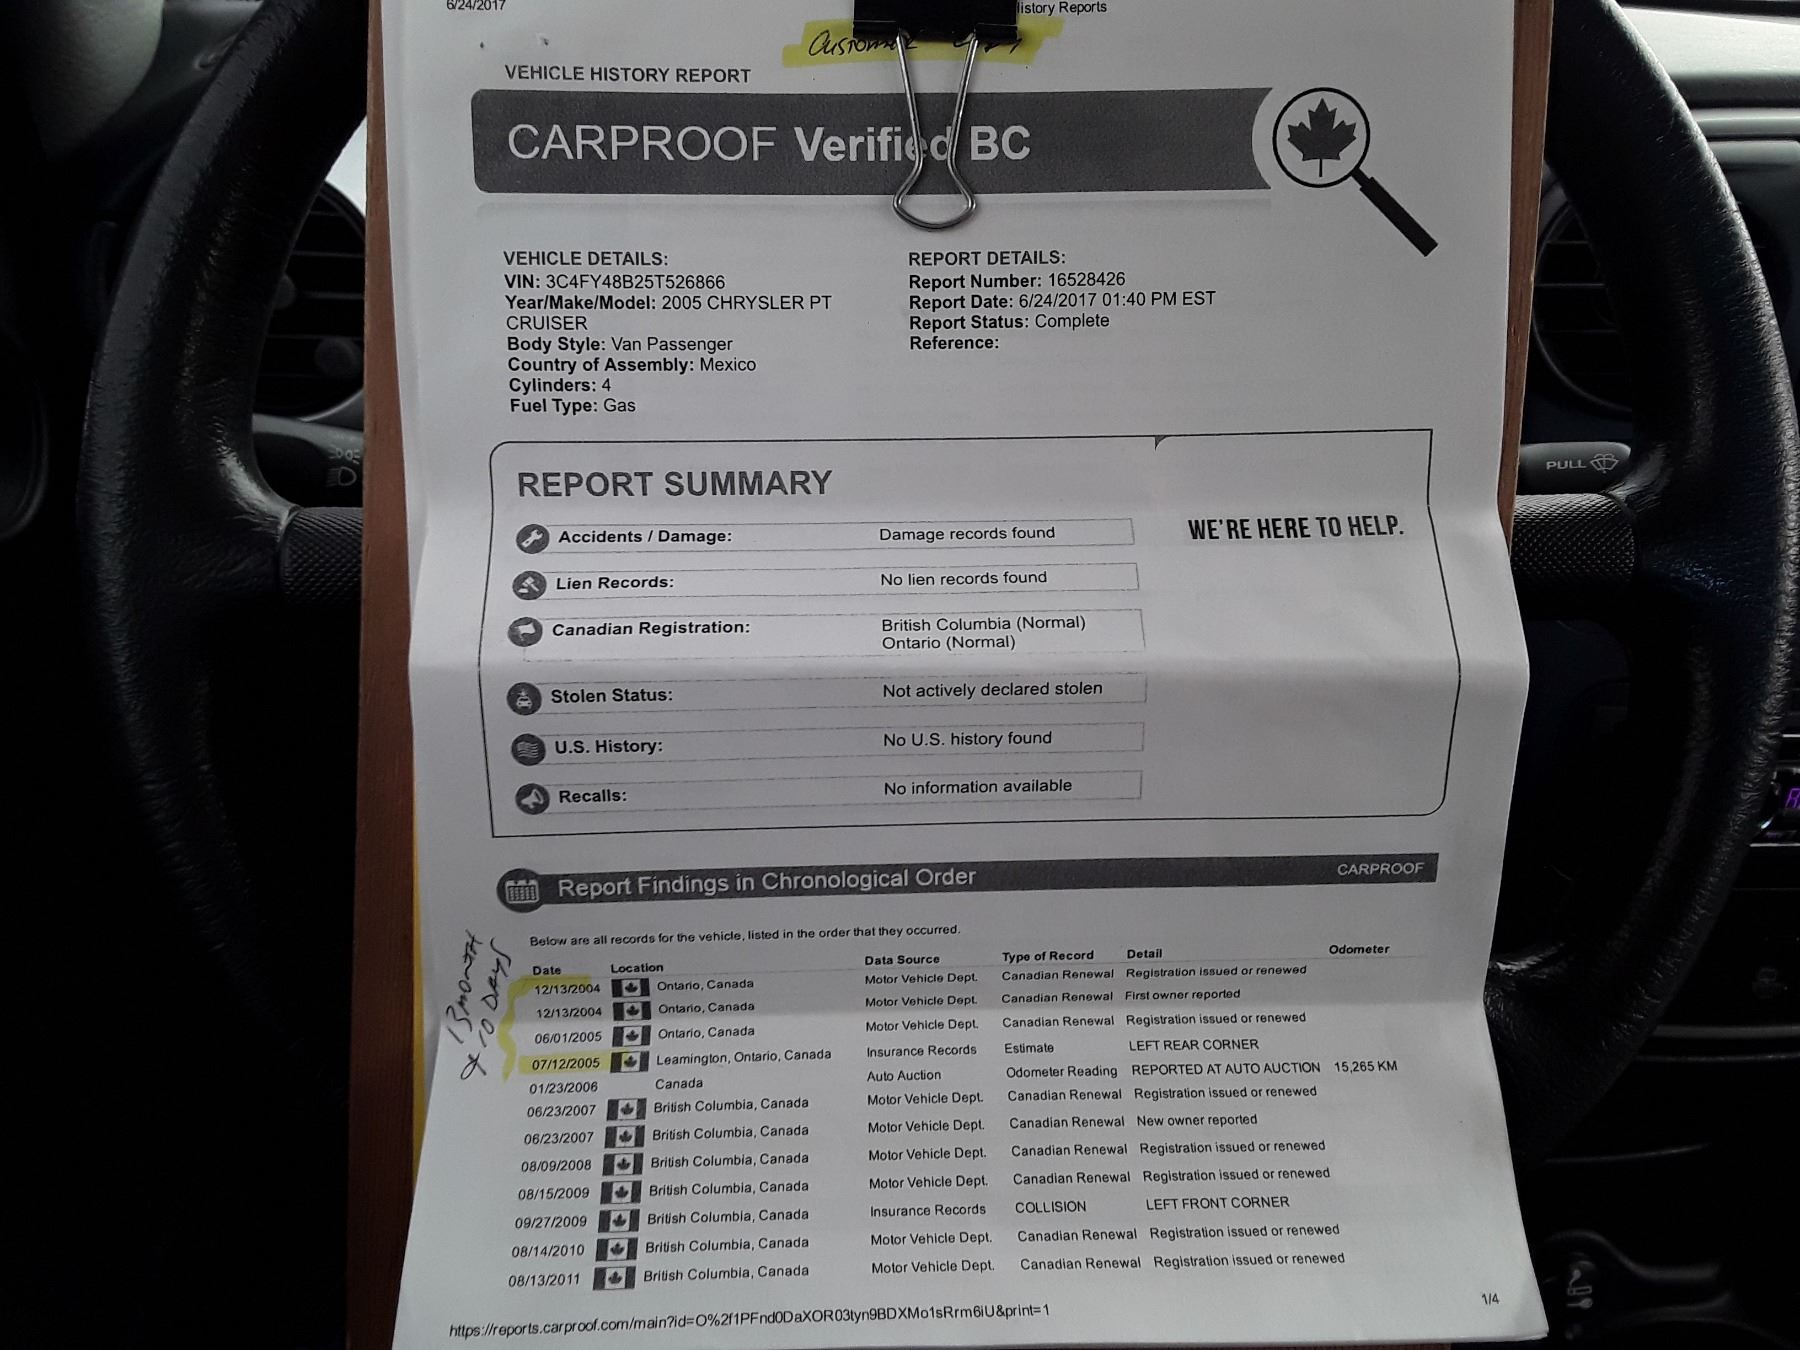 6/24/2017
istory Reports
VEHICLE HISTORY REPORT
CARPROOF Verified BC
VEHICLE DETAILS:
VIN: 3C4FY48B25T526866
Year/Make/Model: 2005 CHRYSLER PT
CRUISER
Body Style: Van Passenger
Country of Assembly: Mexico
Cylinders: 4
Fuel Type: Gas
REPORT DETAILS:
Report Number: 16528426
Report Date: 6/24/2017 01:40 PM EST
Report Status: Complete
Reference:
REPORT SUMMARY
WE'RE HERE TO HELP.
Accidents / Damage: Damage records found
Lien Records: No lien records found
Canadian Registration: British Columbia (Normal)
Ontario (Normal)
Stolen Status: Not actively declared stolen
U.S. History: No U.S. history found
Recalls: No information available
PULL
Report Findings in Chronological Order CARPROOF
Below are all records for the vehicle, listed in the order that they occurred.
Date Location Data Source Type of Record Detail Odometer
12/13/2004 Ontario, Canada Motor Vehicle Dept. Canadian Renewal Registration issued or renewed
12/13/2004 Ontario, Canada Motor Vehicle Dept. Canadian Renewal First owner reported
06/01/2005 Ontario, Canada Motor Vehicle Dept. Canadian Renewal Registration issued or renewed
07/12/2005 Leamington, Ontario, Canada Insurance Records Estimate LEFT REAR CORNER
01/23/2006 Canada Auto Auction Odometer Reading REPORTED AT AUTO AUCTION 15,265 KM
06/23/2007 British Columbia, Canada Motor Vehicle Dept. Canadian Renewal Registration issued or renewed
06/23/2007 British Columbia, Canada Motor Vehicle Dept. Canadian Renewal New owner reported
08/09/2008 British Columbia, Canada Motor Vehicle Dept. Canadian Renewal Registration issued or renewed
08/15/2009 British Columbia, Canada Motor Vehicle Dept. Canadian Renewal Registration issued or renewed
09/27/2009 British Columbia, Canada Insurance Records COLLISION LEFT FRONT CORNER
08/14/2010 British Columbia, Canada Motor Vehicle Dept. Canadian Renewal Registration issued or renewed
08/13/2011 British Columbia, Canada Motor Vehicle Dept. Canadian Renewal Registration issued or renewed
13 MONTH
& 10 DAYS
https://reports.carproof.com/main?id=O%2f1PFnd0DaXOR03tyn9BDXMo1sRrm6iU&print=1
1/4